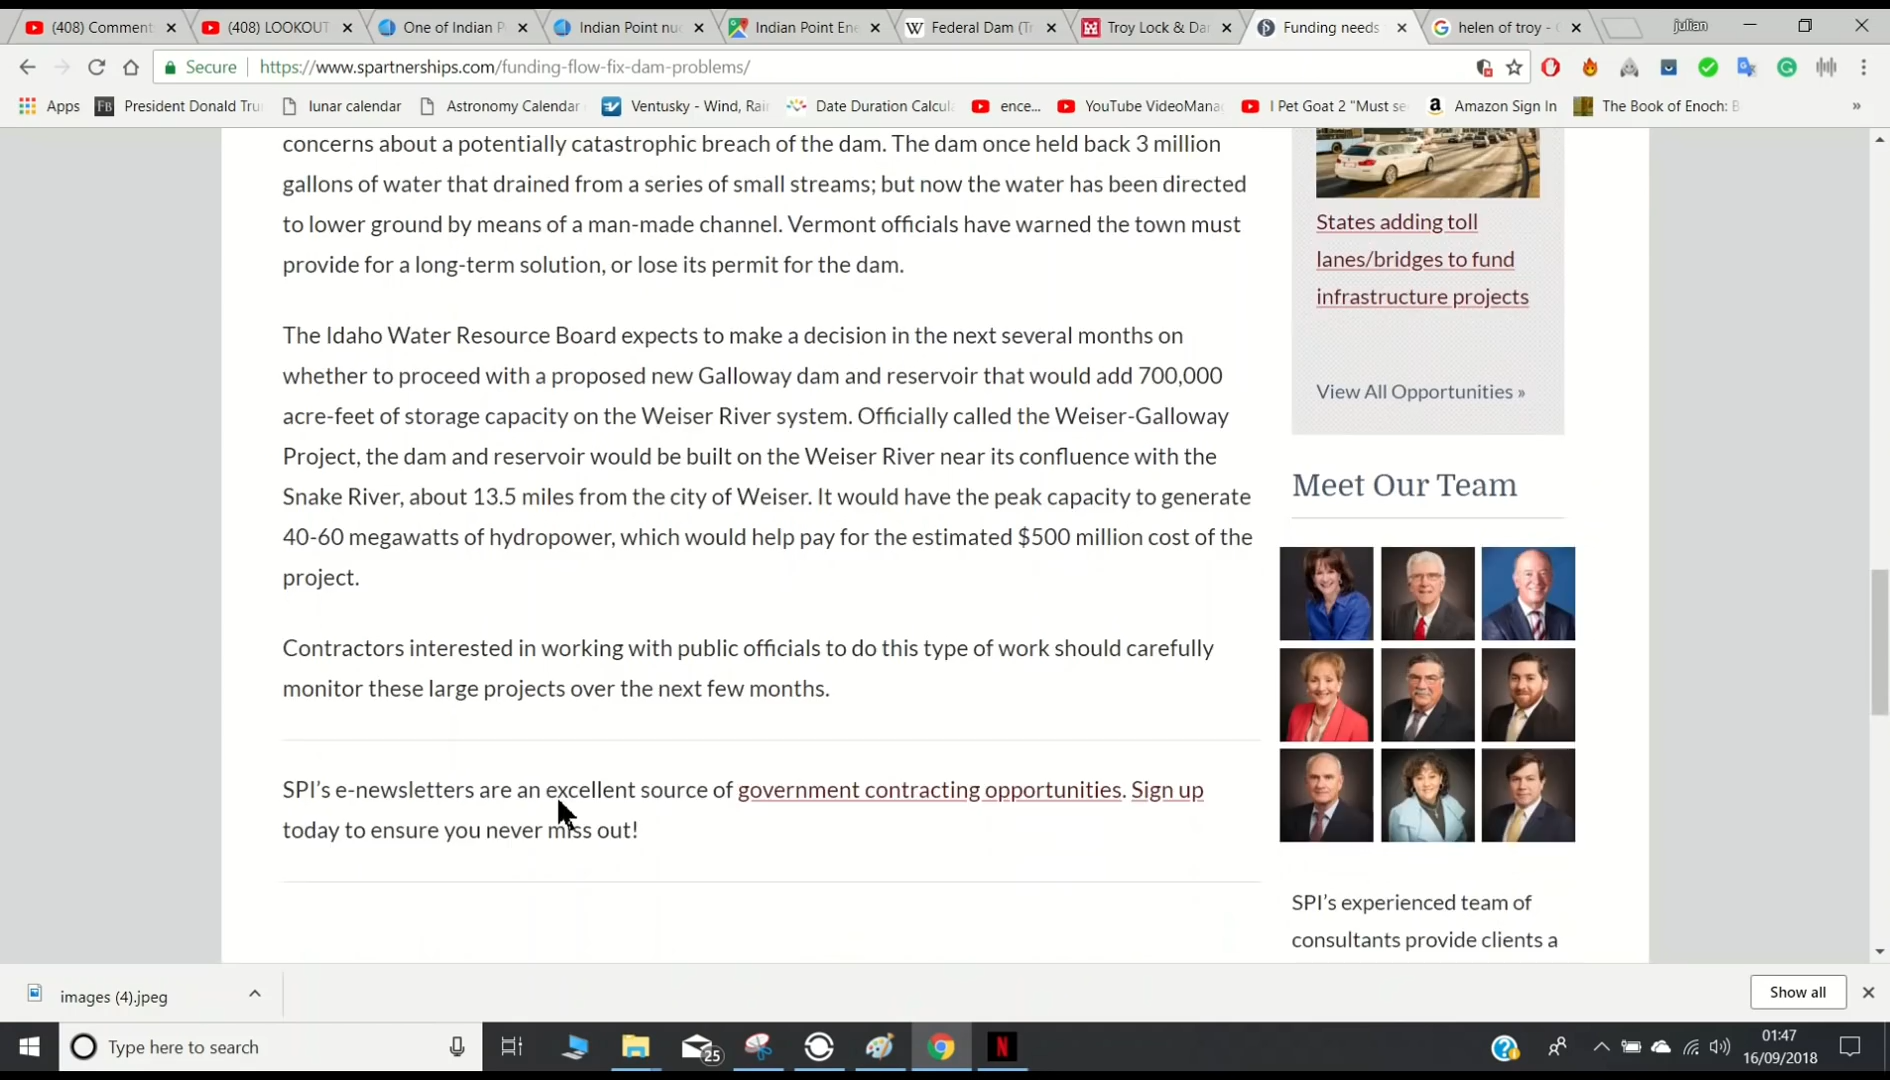 (408) Comment
(408) LOOKOUT
One of Indian P
Indian Point nuc
Indian Point Ene
Federal Dam (Tr
Troy Lock & Dam
Funding needs
helen of troy - G
julian
Secure
https://www.spartnerships.com/funding-flow-fix-dam-problems/
Apps
President Donald Tru
lunar calendar
Astronomy Calendar
Ventusky - Wind, Rain
Date Duration Calcula
ence...
YouTube VideoManag
I Pet Goat 2 "Must se
Amazon Sign In
The Book of Enoch: B
»
concerns about a potentially catastrophic breach of the dam. The dam once held back 3 million
gallons of water that drained from a series of small streams; but now the water has been directed
to lower ground by means of a man-made channel. Vermont officials have warned the town must
provide for a long-term solution, or lose its permit for the dam.
The Idaho Water Resource Board expects to make a decision in the next several months on
whether to proceed with a proposed new Galloway dam and reservoir that would add 700,000
acre-feet of storage capacity on the Weiser River system. Officially called the Weiser-Galloway
Project, the dam and reservoir would be built on the Weiser River near its confluence with the
Snake River, about 13.5 miles from the city of Weiser. It would have the peak capacity to generate
40-60 megawatts of hydropower, which would help pay for the estimated $500 million cost of the
project.
Contractors interested in working with public officials to do this type of work should carefully
monitor these large projects over the next few months.
SPI's e-newsletters are an excellent source of government contracting opportunities. Sign up
today to ensure you never miss out!
States adding toll
lanes/bridges to fund
infrastructure projects
View All Opportunities »
Meet Our Team
SPI's experienced team of
consultants provide clients a
images (4).jpeg
Show all
Type here to search
25
01:47
16/09/2018